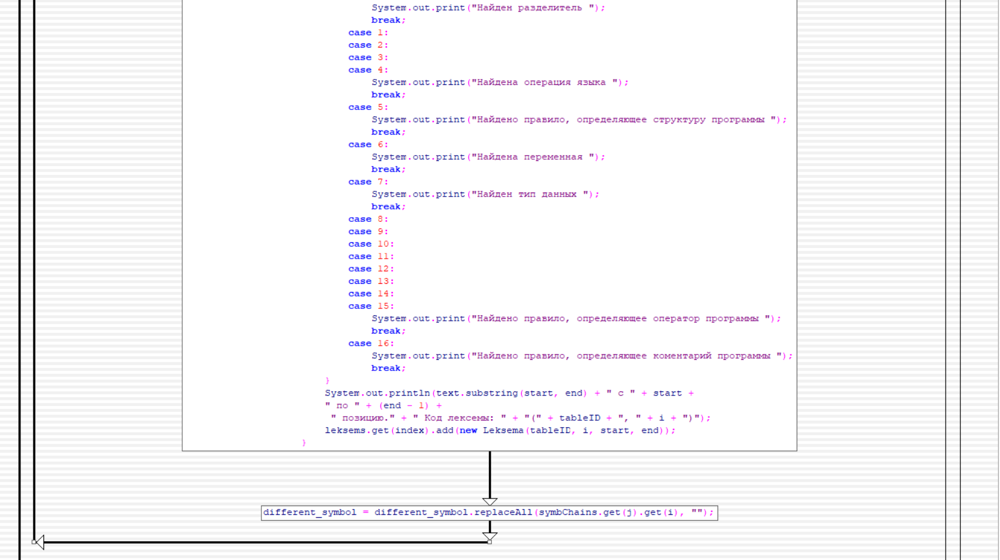 System.out.print("Найден разделитель ");
break;
case 1:
case 2:
case 3:
case 4:
System.out.print("Найдена операция языка ");
break;
case 5:
System.out.print("Найдено правило, определяющее структуру программы ");
break;
case 6:
System.out.print("Найдена переменная ");
break;
case 7:
System.out.print("Найден тип данных ");
break;
case 8:
case 9:
case 10:
case 11:
case 12:
case 13:
case 14:
case 15:
System.out.print("Найдено правило, определяющее оператор программы ");
break;
case 16:
System.out.print("Найдено правило, определяющее коментарий программы ");
break;
}
System.out.println(text.substring(start, end) + " с " + start +
" по " + (end - 1) +
" позицию." + " Код лексемы: " + "(" + tableID + ", " + i + ")");
leksems.get(index).add(new Leksema(tableID, i, start, end));
}
different_symbol = different_symbol.replaceAll(symbChains.get(j).get(i), "");